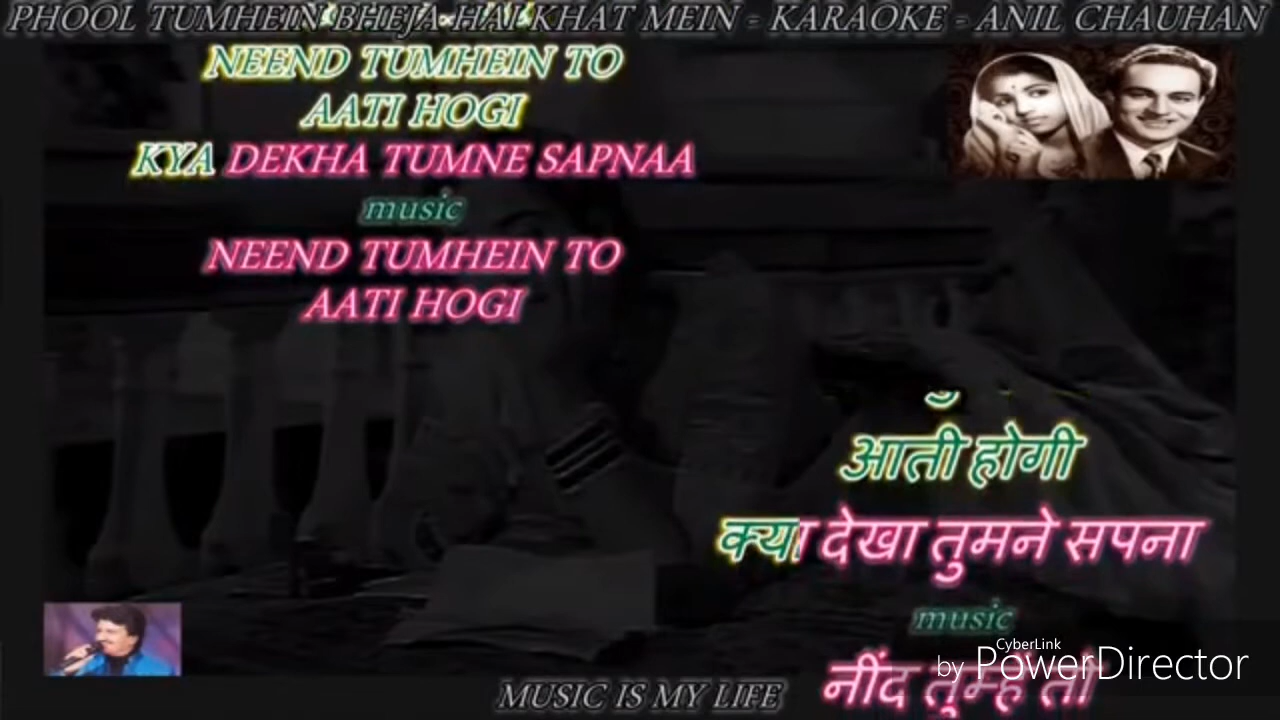 PHOOL TUMHEIN BHEJA HAI KHAT MEIN - KARAOKE - ANIL CHAUHAN
NEEND TUMHEIN TO
AATI HOGI
KYA DEKHA TUMNE SAPNAA
music
NEEND TUMHEIN TO
AATI HOGI
आती होगी
क्या देखा तुमने सपना
music
नींद तुम्हें तो
CyberLink
by PowerDirector
MUSIC IS MY LIFE